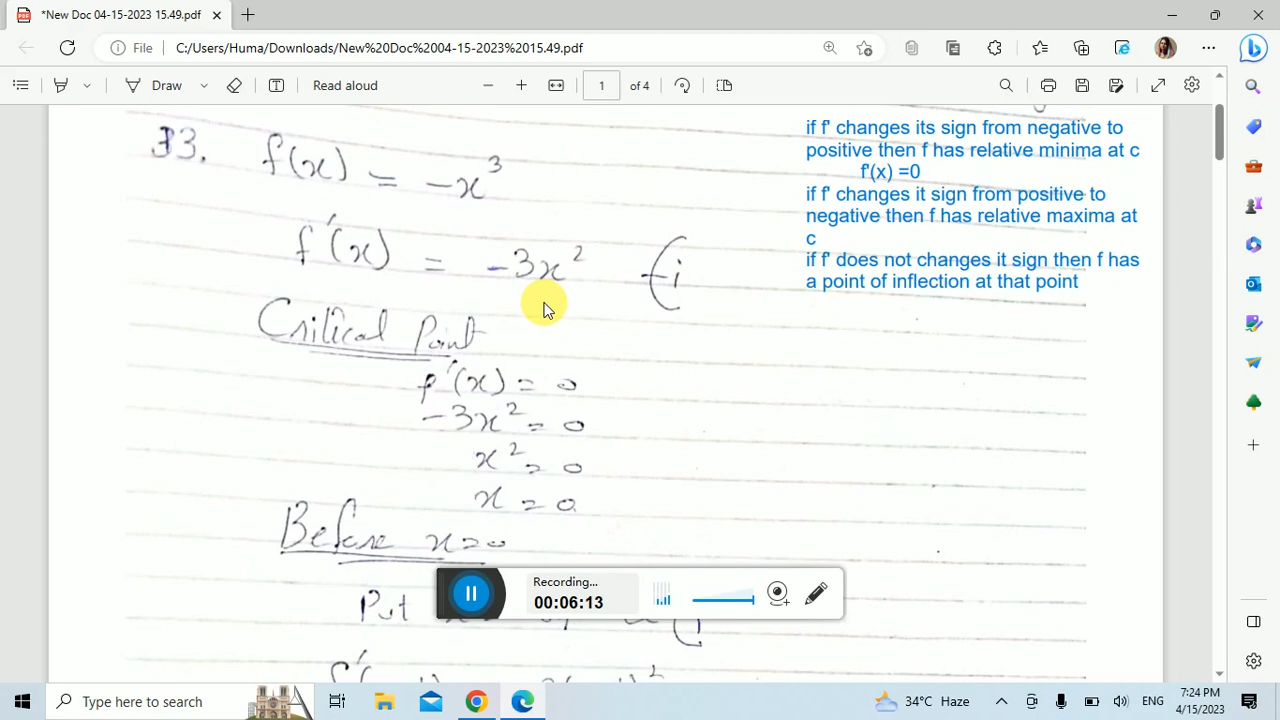 *New Doc 04-15-2023 15.49.pdf
File
C:/Users/Huma/Downloads/New%20Doc%2004-15-2023%2015.49.pdf
Draw
Read aloud
1 of 4
33. f(x) = -x³
f'(x) = -3x² (i
Critical Point
f'(x) = 0
-3x² = 0
x² = 0
x = 0
Before x=0
Put
if f' changes its sign from negative to
positive then f has relative minima at c
f'(x) =0
if f' changes it sign from positive to
negative then f has relative maxima at
c
if f' does not changes it sign then f has
a point of inflection at that point
Recording...
00:06:13
Type here to search
34°C Haze
ENG
7:24 PM
4/15/2023